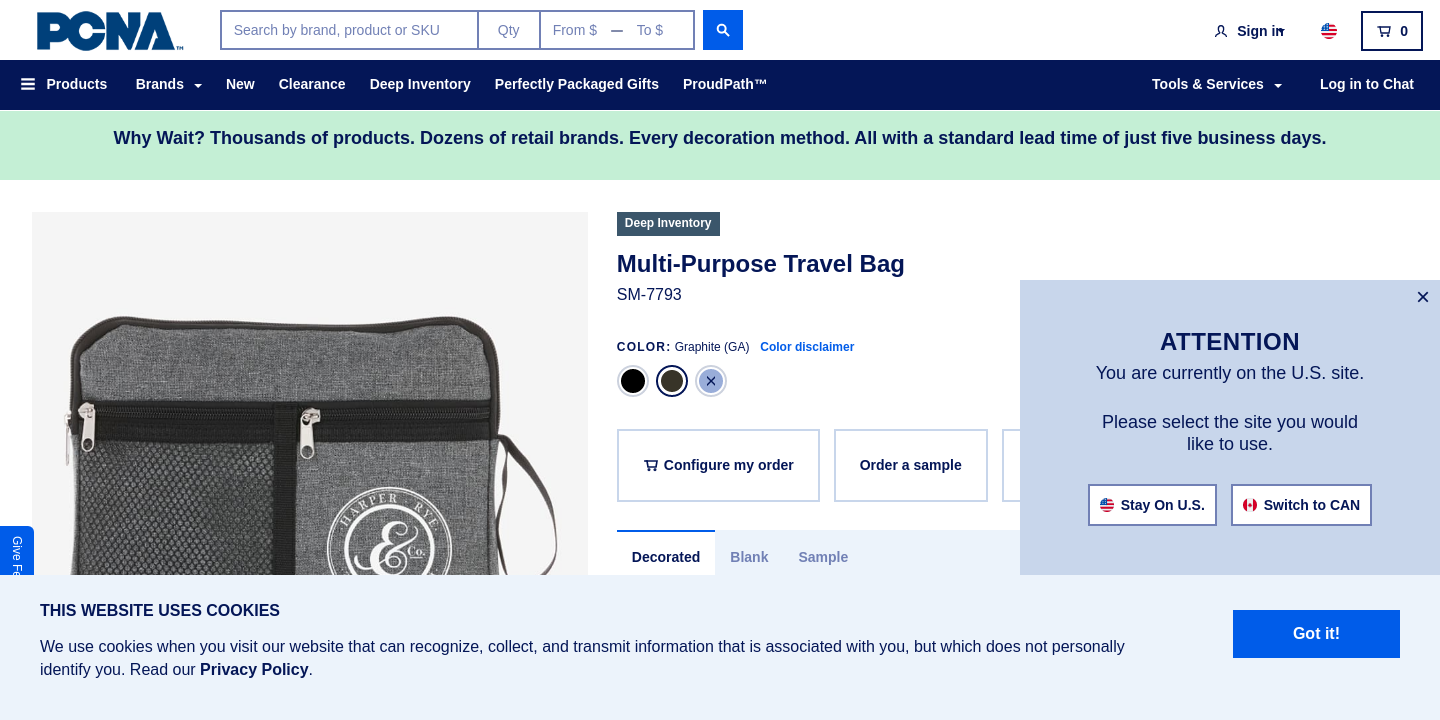 PCNA™
Search by brand, product or SKU
Qty
From $ — To $
Sign in
0
Products
Brands
New
Clearance
Deep Inventory
Perfectly Packaged Gifts
ProudPath™
Tools & Services
Log in to Chat
Why Wait? Thousands of products. Dozens of retail brands. Every decoration method. All with a standard lead time of just five business days.
Deep Inventory
Multi-Purpose Travel Bag
SM-7793
COLOR: Graphite (GA) Color disclaimer
Configure my order
Order a sample
Decorated
Blank
Sample
HARPER RYE
& Co.
Give Fe
×
ATTENTION
You are currently on the U.S. site.
Please select the site you would
like to use.
Stay On U.S.
Switch to CAN
THIS WEBSITE USES COOKIES
We use cookies when you visit our website that can recognize, collect, and transmit information that is associated with you, but which does not personally
identify you. Read our Privacy Policy.
Got it!